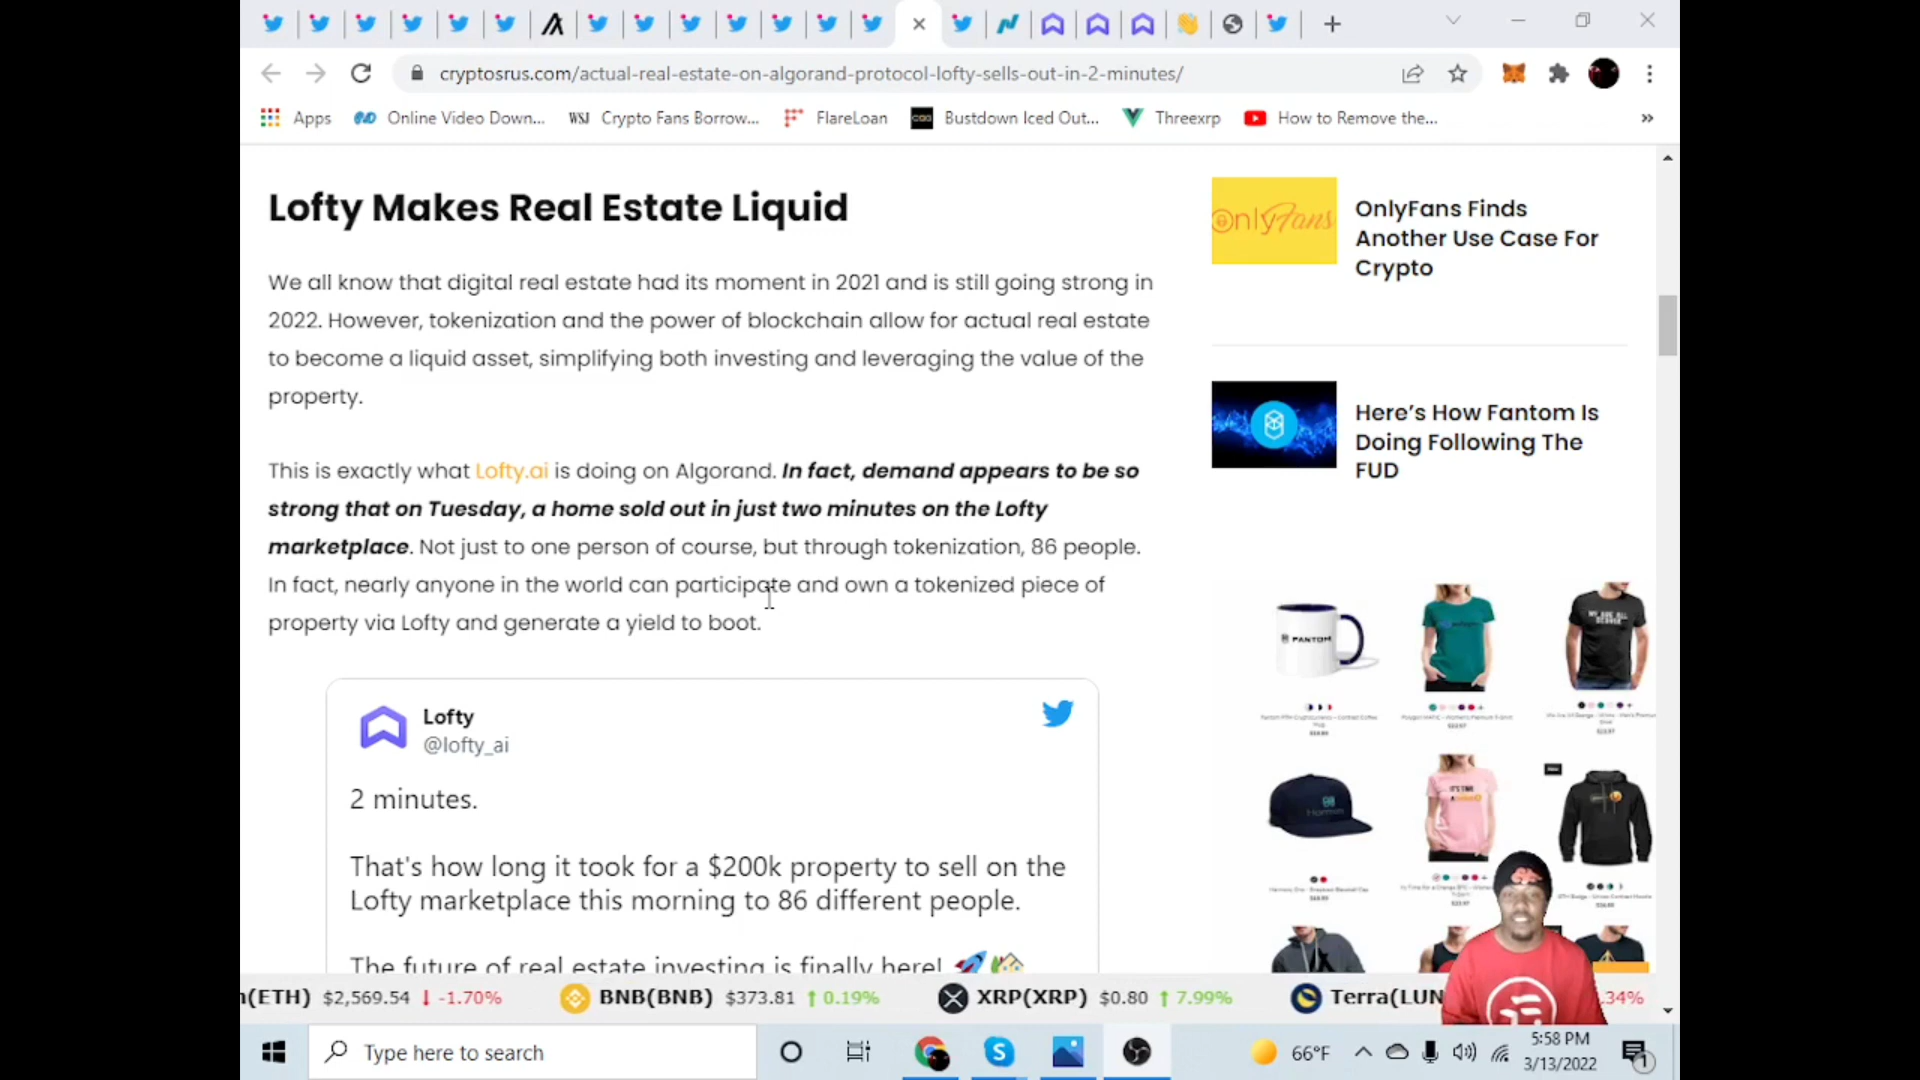 cryptosrus.com/actual-real-estate-on-algorand-protocol-lofty-sells-out-in-2-minutes/
Apps
Online Video Down...
WSJ Crypto Fans Borrow...
FlareLoan
Bustdown Iced Out...
Threexrp
How to Remove the...
»
Lofty Makes Real Estate Liquid
We all know that digital real estate had its moment in 2021 and is still going strong in
2022. However, tokenization and the power of blockchain allow for actual real estate
to become a liquid asset, simplifying both investing and leveraging the value of the
property.
This is exactly what Lofty.ai is doing on Algorand. In fact, demand appears to be so
strong that on Tuesday, a home sold out in just two minutes on the Lofty
marketplace. Not just to one person of course, but through tokenization, 86 people.
In fact, nearly anyone in the world can participate and own a tokenized piece of
property via Lofty and generate a yield to boot.
Lofty
@lofty_ai
2 minutes.
That's how long it took for a $200k property to sell on the
Lofty marketplace this morning to 86 different people.
The future of real estate investing is finally here!
OnlyFans
OnlyFans Finds
Another Use Case For
Crypto
Here's How Fantom Is
Doing Following The
FUD
FANTOM
(ETH) $2,569.54 -1.70% BNB(BNB) $373.81 0.19% XRP(XRP) $0.80 7.99% Terra(LUN .34%
Type here to search
66°F
5:58 PM
3/13/2022
1